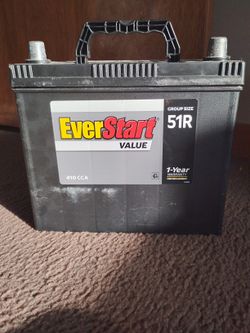 GROUP SIZE
EverStart
51R
VALUE
1-Year
410 CCA